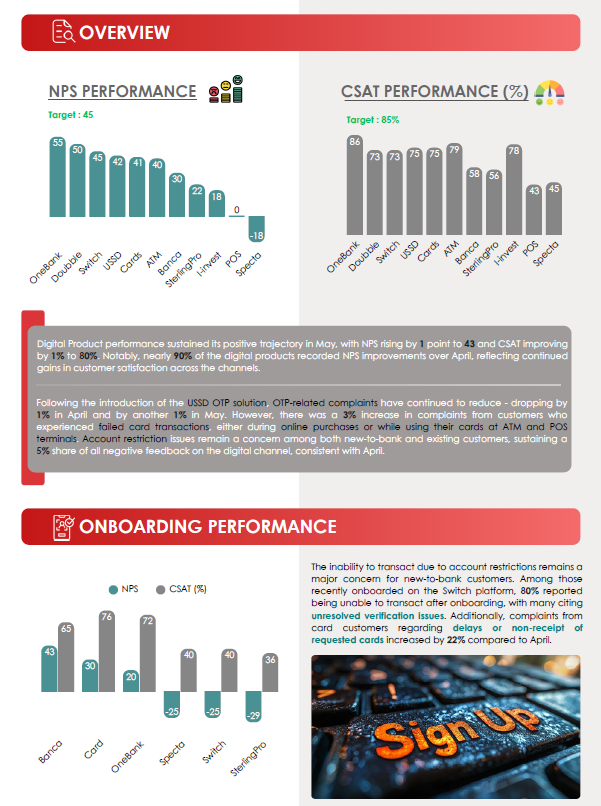 OVERVIEW
NPS PERFORMANCE
Target : 45
55
50
45
42
41
40
30
22
18
0
-18
OneBank
Doubble
Switch
USSD
Cards
ATM
Banca
SterlingPro
I-invest
POS
Specta
CSAT PERFORMANCE (%)
Target : 85%
86
73
73
75
75
79
58
56
78
43
45
OneBank
Doubble
Switch
USSD
Cards
ATM
Banca
SterlingPro
I-invest
POS
Specta
Digital Product performance sustained its positive trajectory in May, with NPS rising by 1 point to 43 and CSAT improving
by 1% to 80%. Notably, nearly 90% of the digital products recorded NPS improvements over April, reflecting continued
gains in customer satisfaction across the channels.
Following the introduction of the USSD OTP solution, OTP-related complaints have continued to reduce - dropping by
1% in April and by another 1% in May. However, there was a 3% increase in complaints from customers who
experienced failed card transactions, either during online purchases or while using their cards at ATM and POS
terminals. Account restriction issues remain a concern among both new-to-bank and existing customers, sustaining a
5% share of all negative feedback on the digital channel, consistent with April.
ONBOARDING PERFORMANCE
NPS
CSAT (%)
43
65
30
76
20
72
-25
40
-25
40
-29
36
Banca
Card
OneBank
Specta
Switch
SterlingPro
The inability to transact due to account restrictions remains a
major concern for new-to-bank customers. Among those
recently onboarded on the Switch platform, 80% reported
being unable to transact after onboarding, with many citing
unresolved verification issues. Additionally, complaints from
card customers regarding delays or non-receipt of
requested cards increased by 22% compared to April.
Sign Up